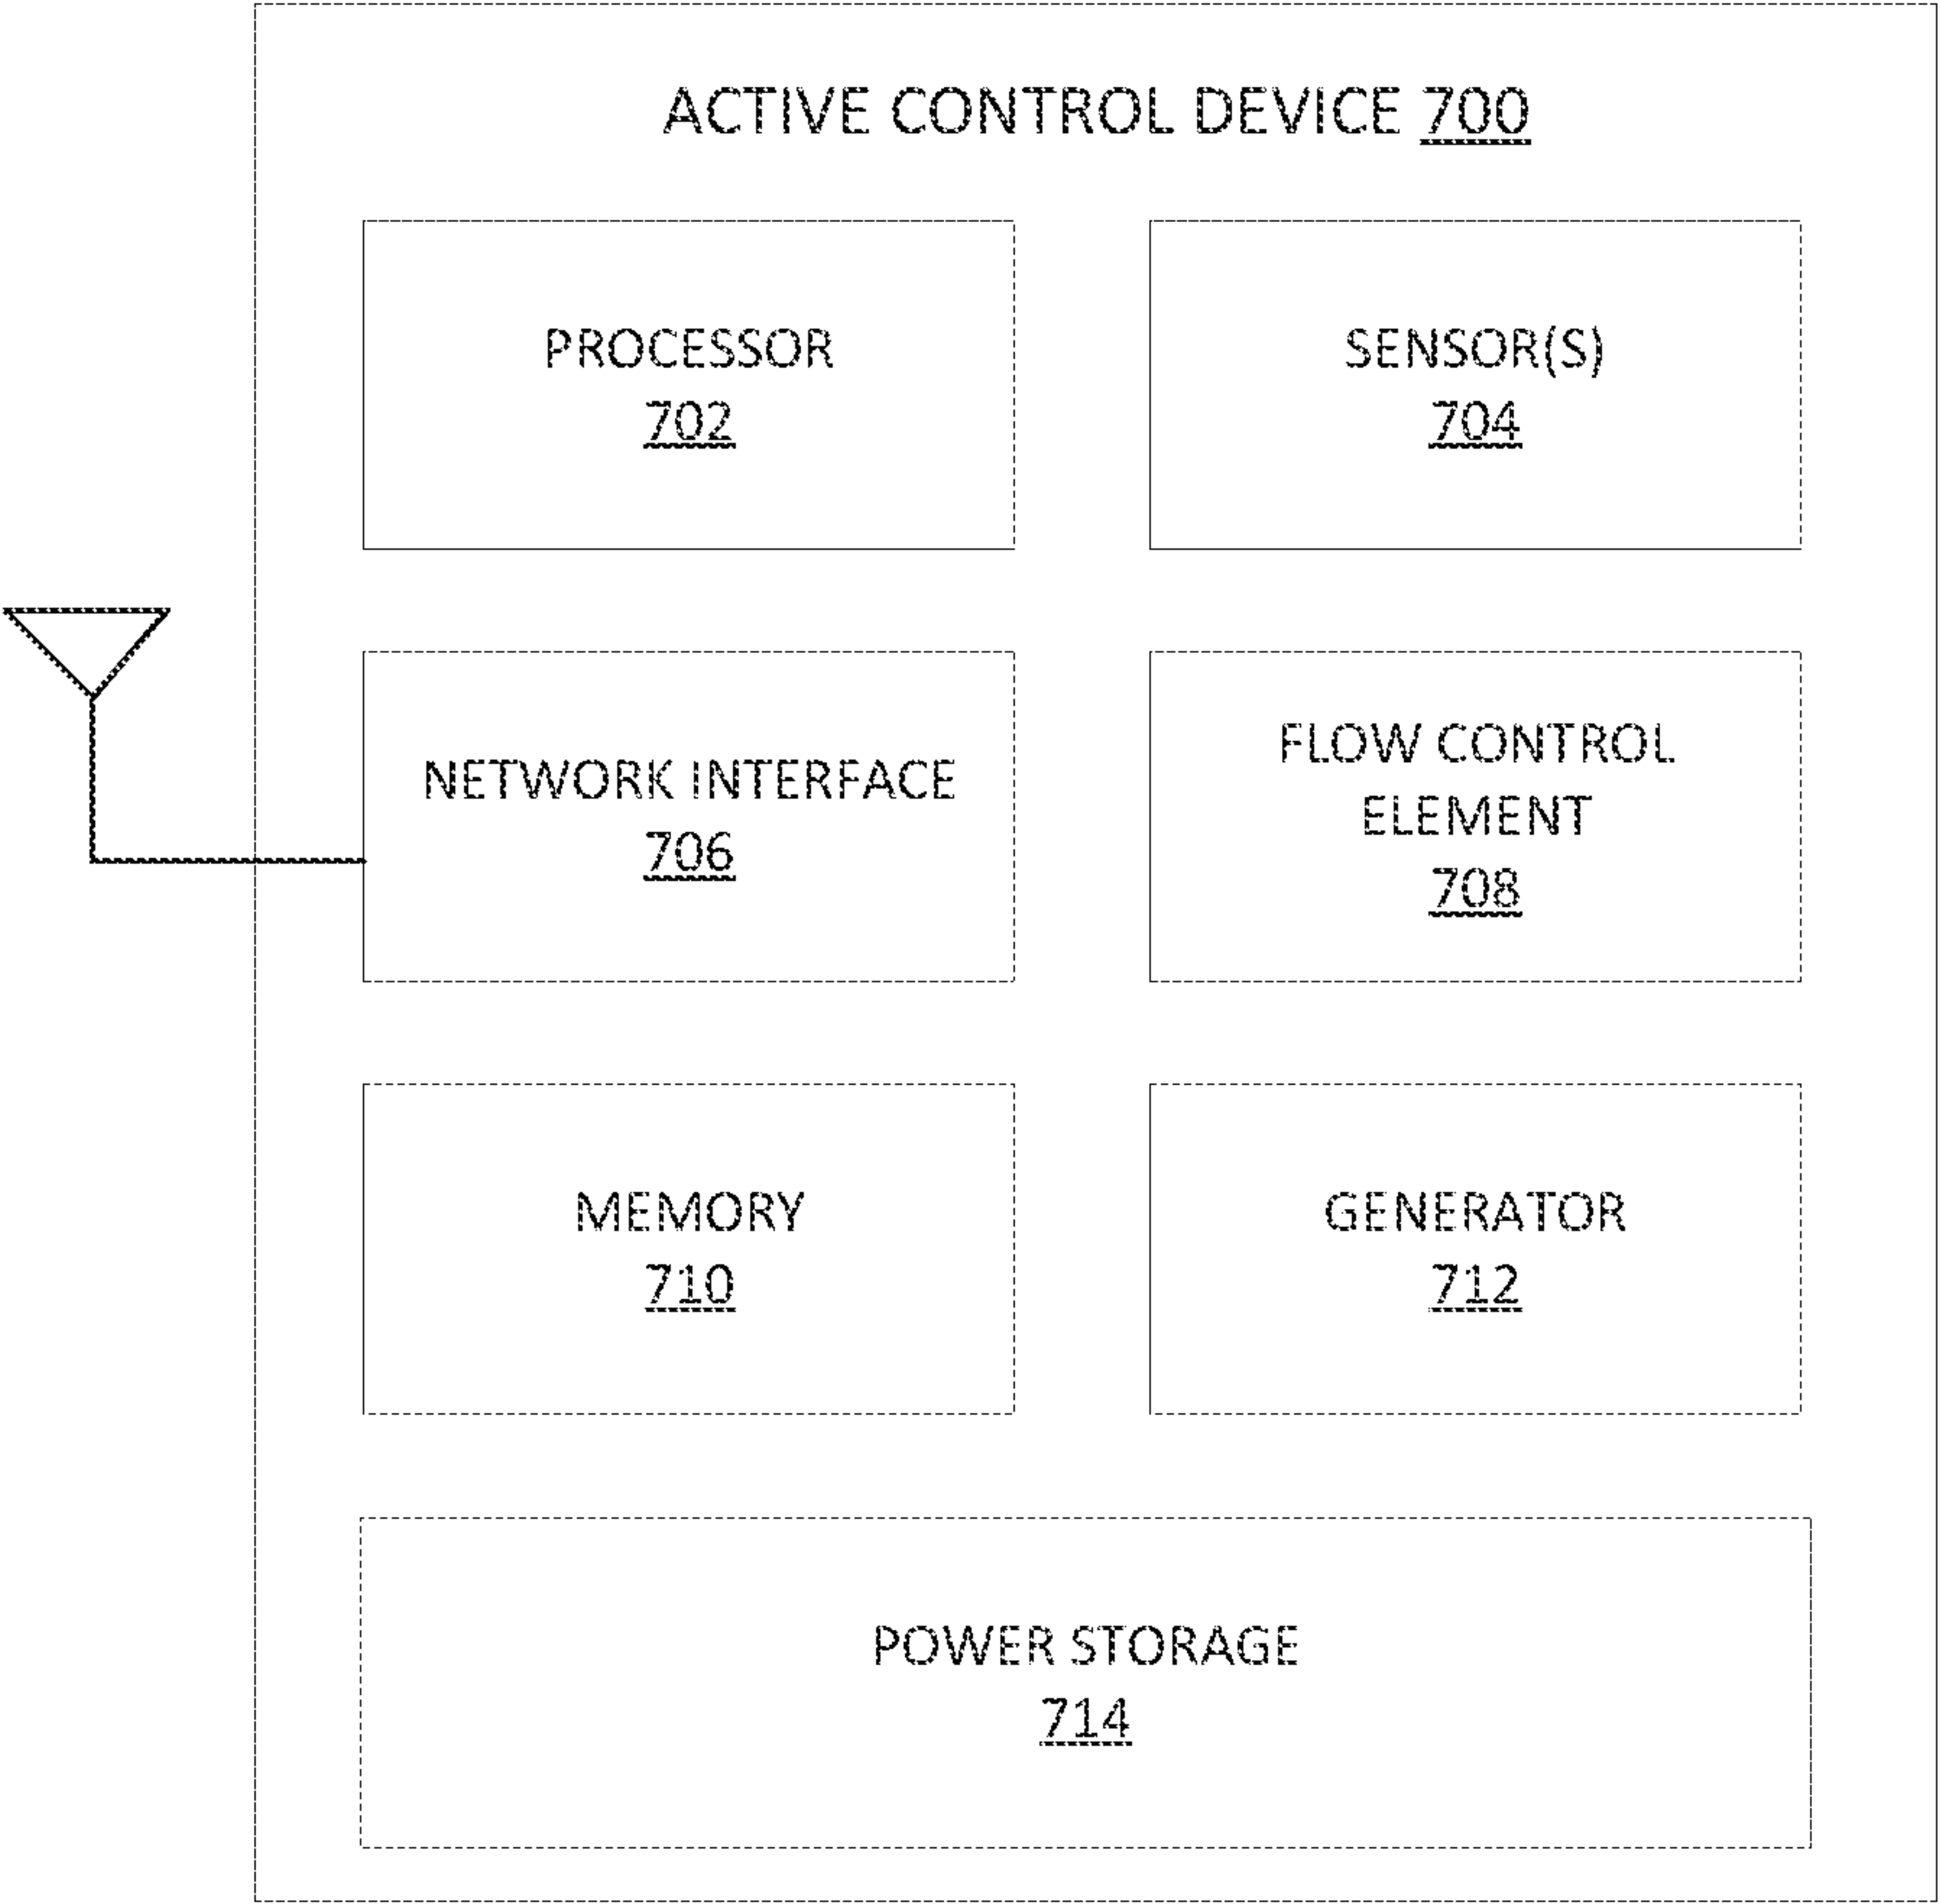 ACTIVE CONTROL DEVICE 700
PROCESSOR
702
SENSOR(S)
704
NETWORK INTERFACE
706
FLOW CONTROL
ELEMENT
708
MEMORY
710
GENERATOR
712
POWER STORAGE
714